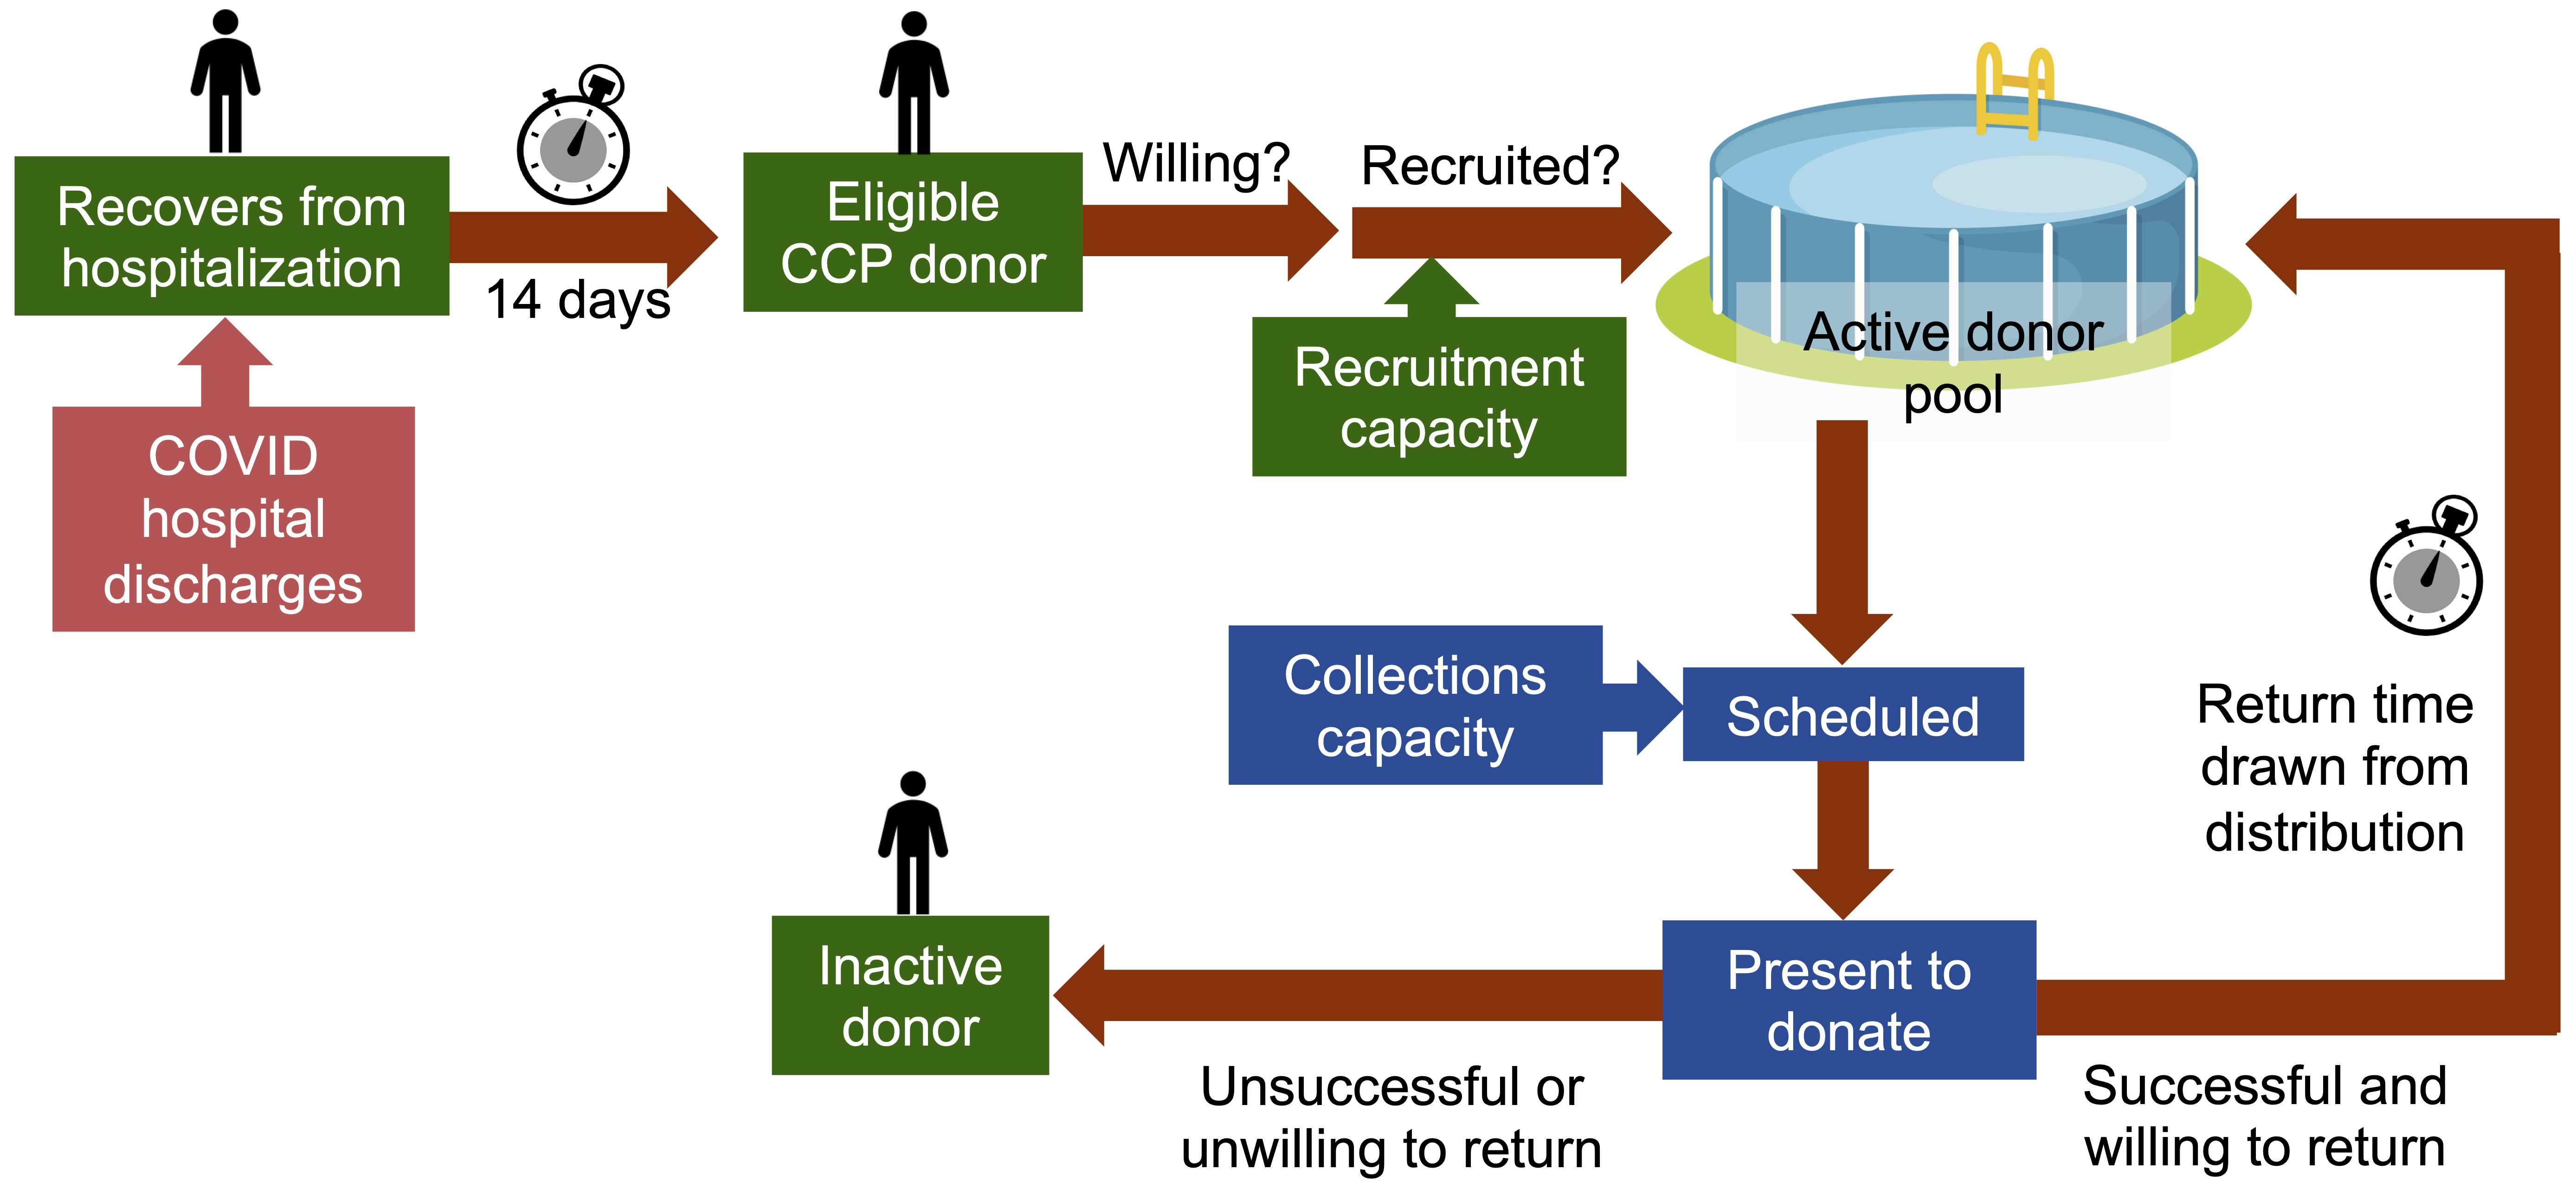 Recovers from
hospitalization
14 days
COVID
hospital
discharges
Eligible
CCP donor
Willing?
Recruited?
Recruitment
capacity
Active donor
pool
Collections
capacity
Scheduled
Return time
drawn from
distribution
Inactive
donor
Present to
donate
Unsuccessful or
unwilling to return
Successful and
willing to return